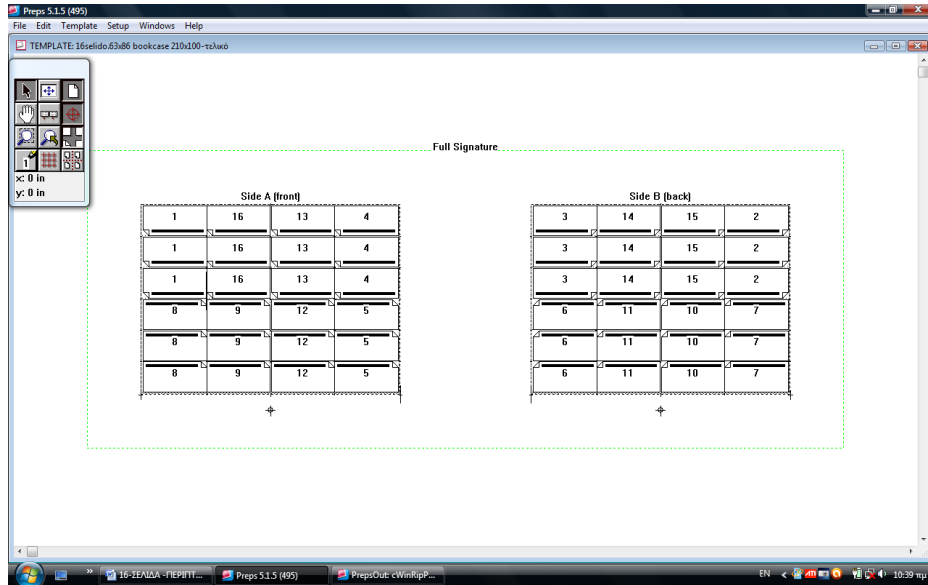 Preps 5.1.5 (495)
File Edit Template Setup Windows Help
TEMPLATE: 16selido.63x86 bookcase 210x100-τελικό
x: 0 in
y: 0 in
Full Signature
Side A (front) Side B (back)
1 16 13 4 3 14 15 2
1 16 13 4 3 14 15 2
1 16 13 4 3 14 15 2
8 9 12 5 6 11 10 7
8 9 12 5 6 11 10 7
8 9 12 5 6 11 10 7
16-ΣΕΛΙΔΑ -ΠΕΡΙΠΤ... Preps 5.1.5 (495) PrepsOut: cWinRipP... EN 10:39 πμ